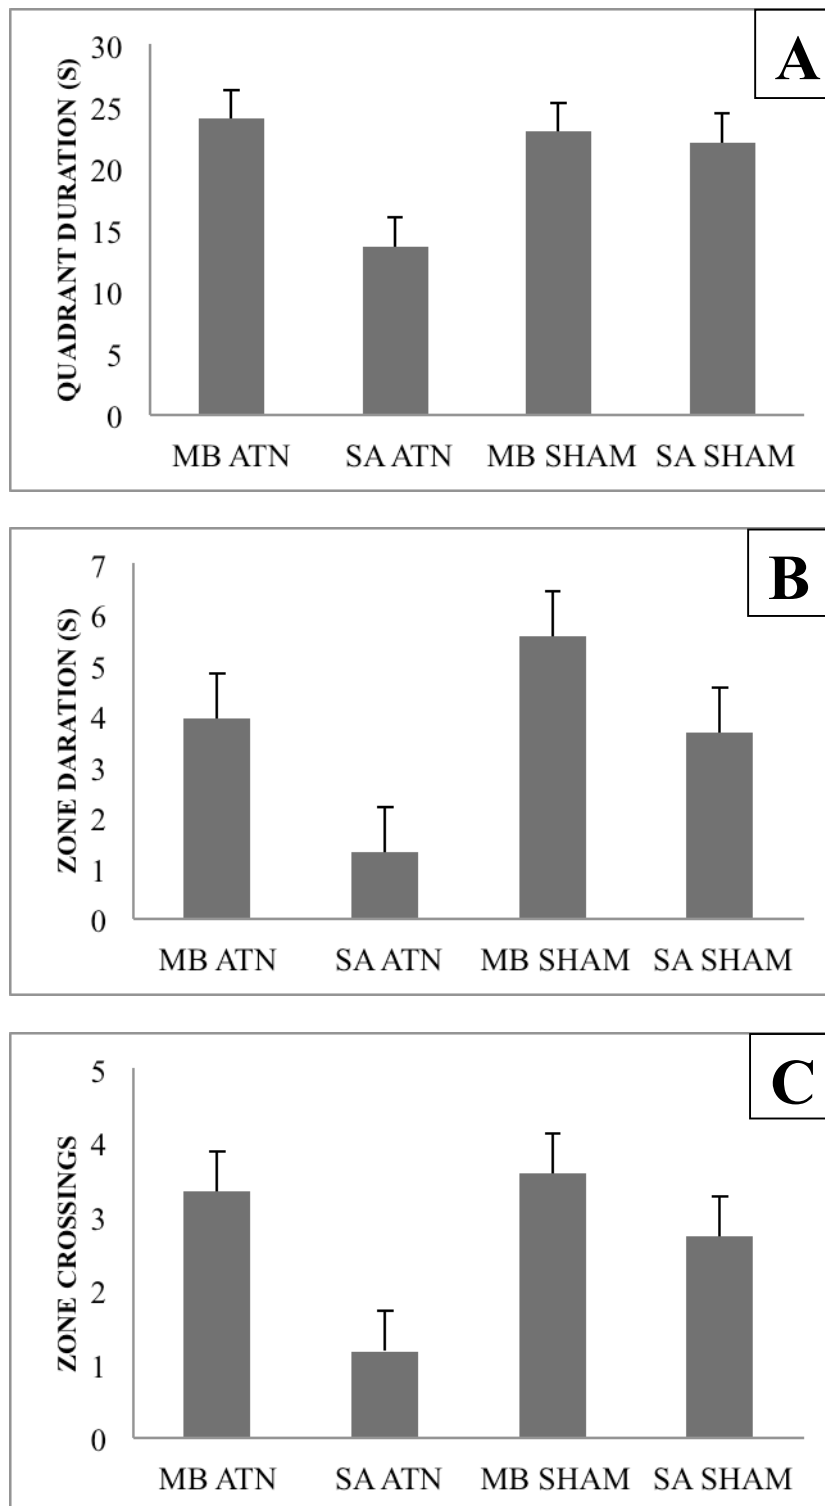 A
QUADRANT DURATION (S)
30
25
20
15
10
5
0
MB ATN SA ATN MB SHAM SA SHAM
B
ZONE DARATION (S)
7
6
5
4
3
2
1
0
MB ATN SA ATN MB SHAM SA SHAM
C
ZONE CROSSINGS
5
4
3
2
1
0
MB ATN SA ATN MB SHAM SA SHAM